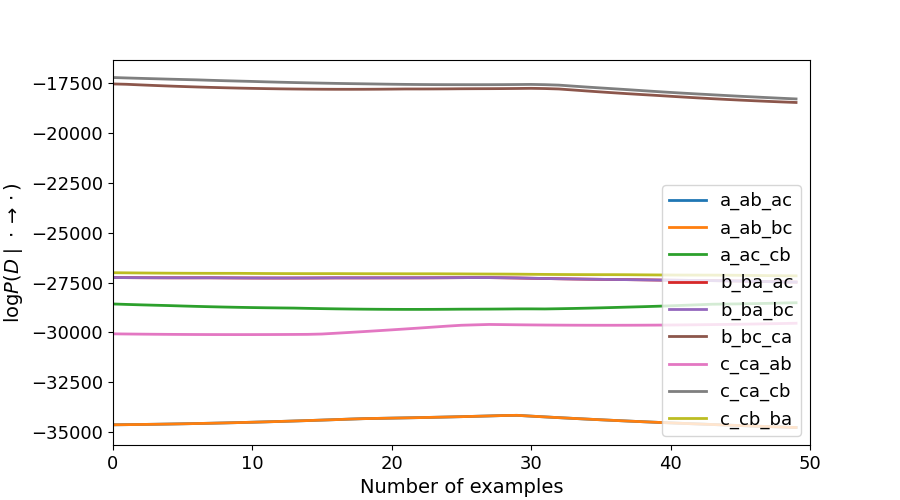 −17500
−20000
−22500
−25000
−27500
−30000
−32500
−35000
logP(D | · → · )
0 10 20 30 40 50
Number of examples
a_ab_ac
a_ab_bc
a_ac_cb
b_ba_ac
b_ba_bc
b_bc_ca
c_ca_ab
c_ca_cb
c_cb_ba